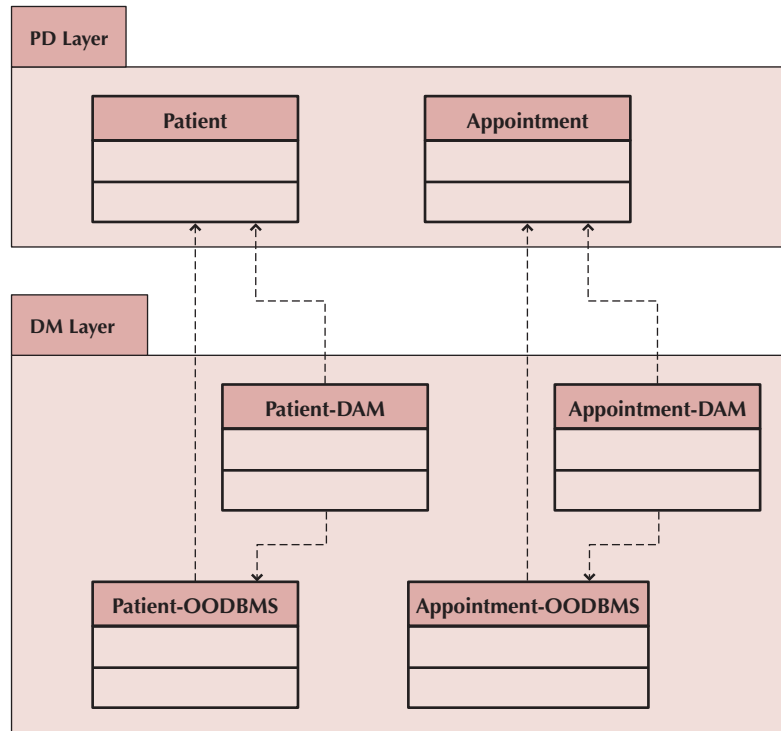 PD Layer
Patient
Appointment
DM Layer
Patient-DAM
Appointment-DAM
Patient-OODBMS
Appointment-OODBMS